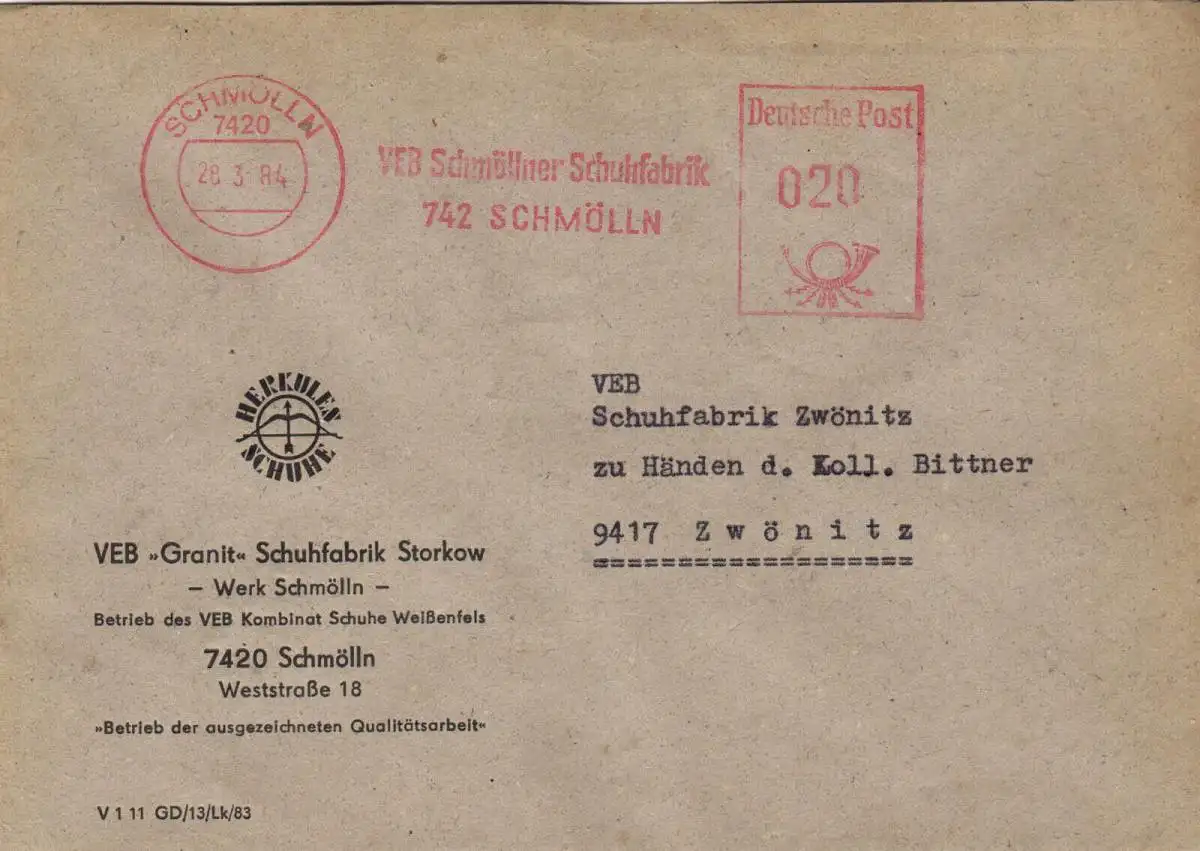 SCHMÖLLN
7420
28 3 84
VEB Schmöllner Schuhfabrik
742 SCHMÖLLN
Deutsche Post
020
HERKULES
SCHUHE
VEB »Granit« Schuhfabrik Storkow
– Werk Schmölln –
Betrieb des VEB Kombinat Schuhe Weißenfels
7420 Schmölln
Weststraße 18
»Betrieb der ausgezeichneten Qualitätsarbeit«
V 1 11 GD/13/Lk/83
VEB
Schuhfabrik Zwönitz
zu Händen d. Koll. Bittner
9417 Z w ö n i t z
===================